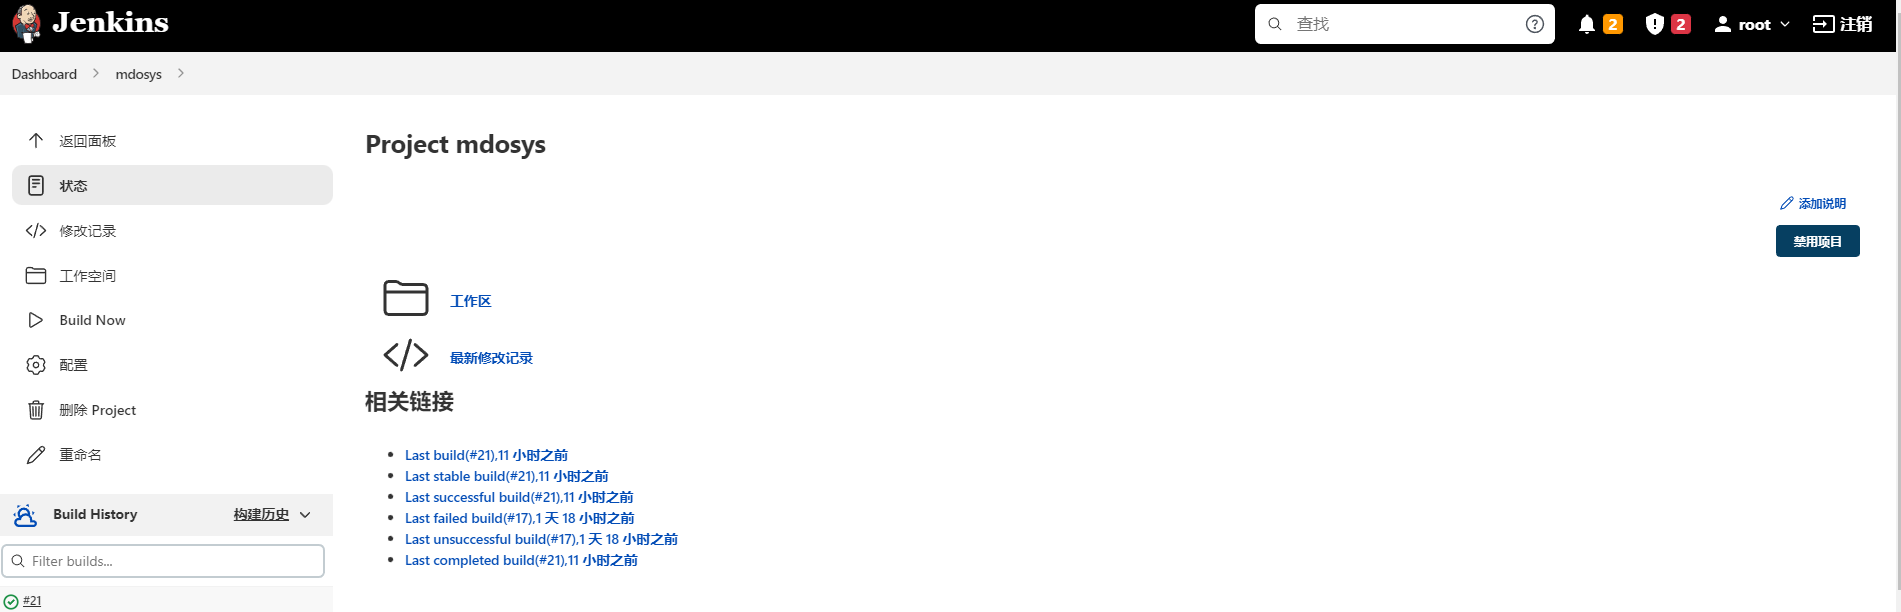 Jenkins
查找
2
2
root
注销
Dashboard
mdosys
返回面板
状态
修改记录
工作空间
Build Now
配置
删除 Project
重命名
Build History
构建历史
Filter builds...
#21
Project mdosys
添加说明
禁用项目
工作区
最新修改记录
相关链接
Last build(#21),11 小时之前
Last stable build(#21),11 小时之前
Last successful build(#21),11 小时之前
Last failed build(#17),1 天 18 小时之前
Last unsuccessful build(#17),1 天 18 小时之前
Last completed build(#21),11 小时之前